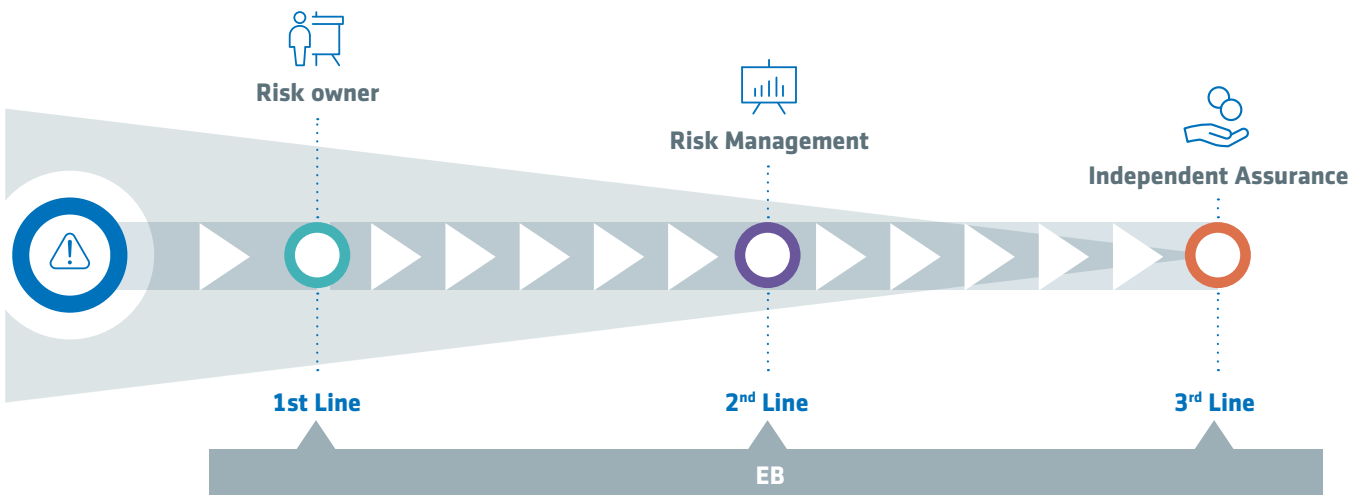 Risk owner
Risk Management
Independent Assurance
1st Line
2nd Line
3rd Line
EB